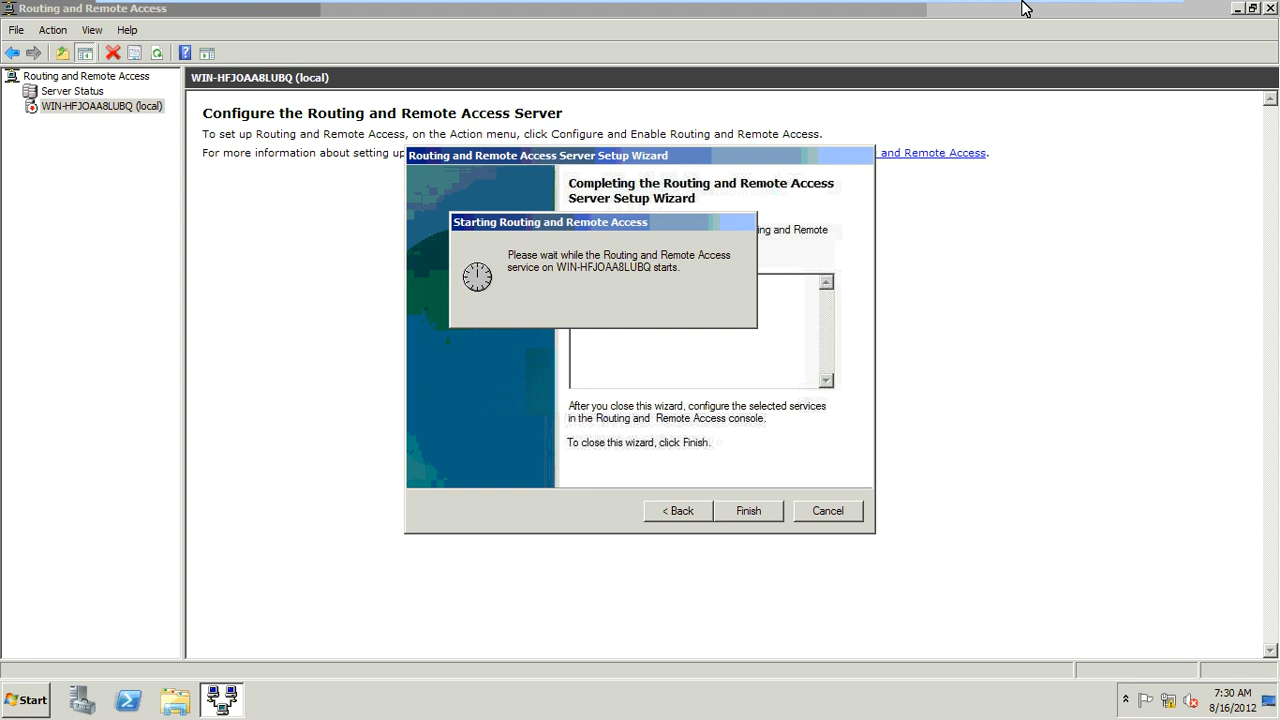 Routing and Remote Access
File Action View Help
Routing and Remote Access
Server Status
WIN-HFJOAA8LUBQ (local)
WIN-HFJOAA8LUBQ (local)
Configure the Routing and Remote Access Server
To set up Routing and Remote Access, on the Action menu, click Configure and Enable Routing and Remote Access.
For more information about setting up
and Remote Access.
Routing and Remote Access Server Setup Wizard
Completing the Routing and Remote Access
Server Setup Wizard
ing and Remote
Starting Routing and Remote Access
Please wait while the Routing and Remote Access
service on WIN-HFJOAA8LUBQ starts.
After you close this wizard, configure the selected services
in the Routing and Remote Access console.
To close this wizard, click Finish.
< Back Finish Cancel
Start
7:30 AM
8/16/2012